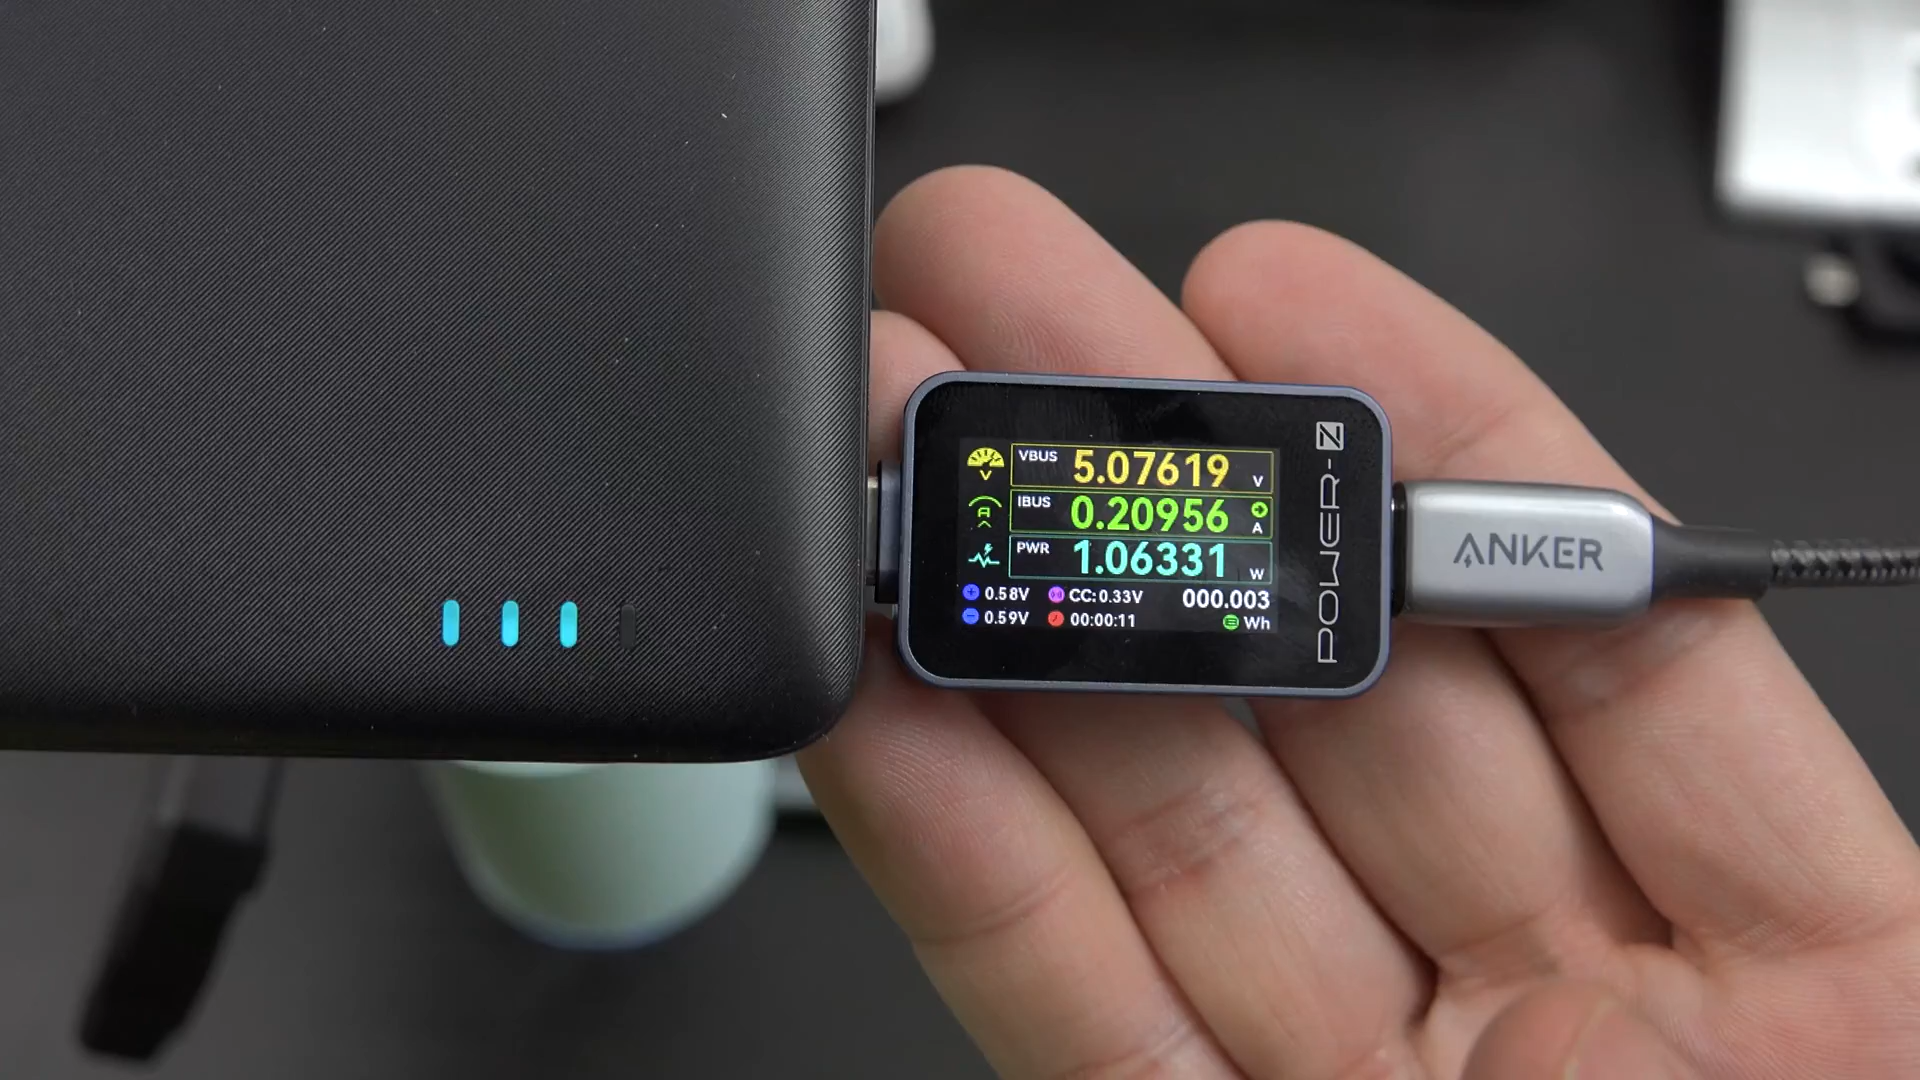 VBUS 5.07619 V
IBUS 0.20956 A
PWR 1.06331 W
0.58V CC:0.33V 000.003
0.59V 00:00:11 Wh
POWER-Z
ANKER